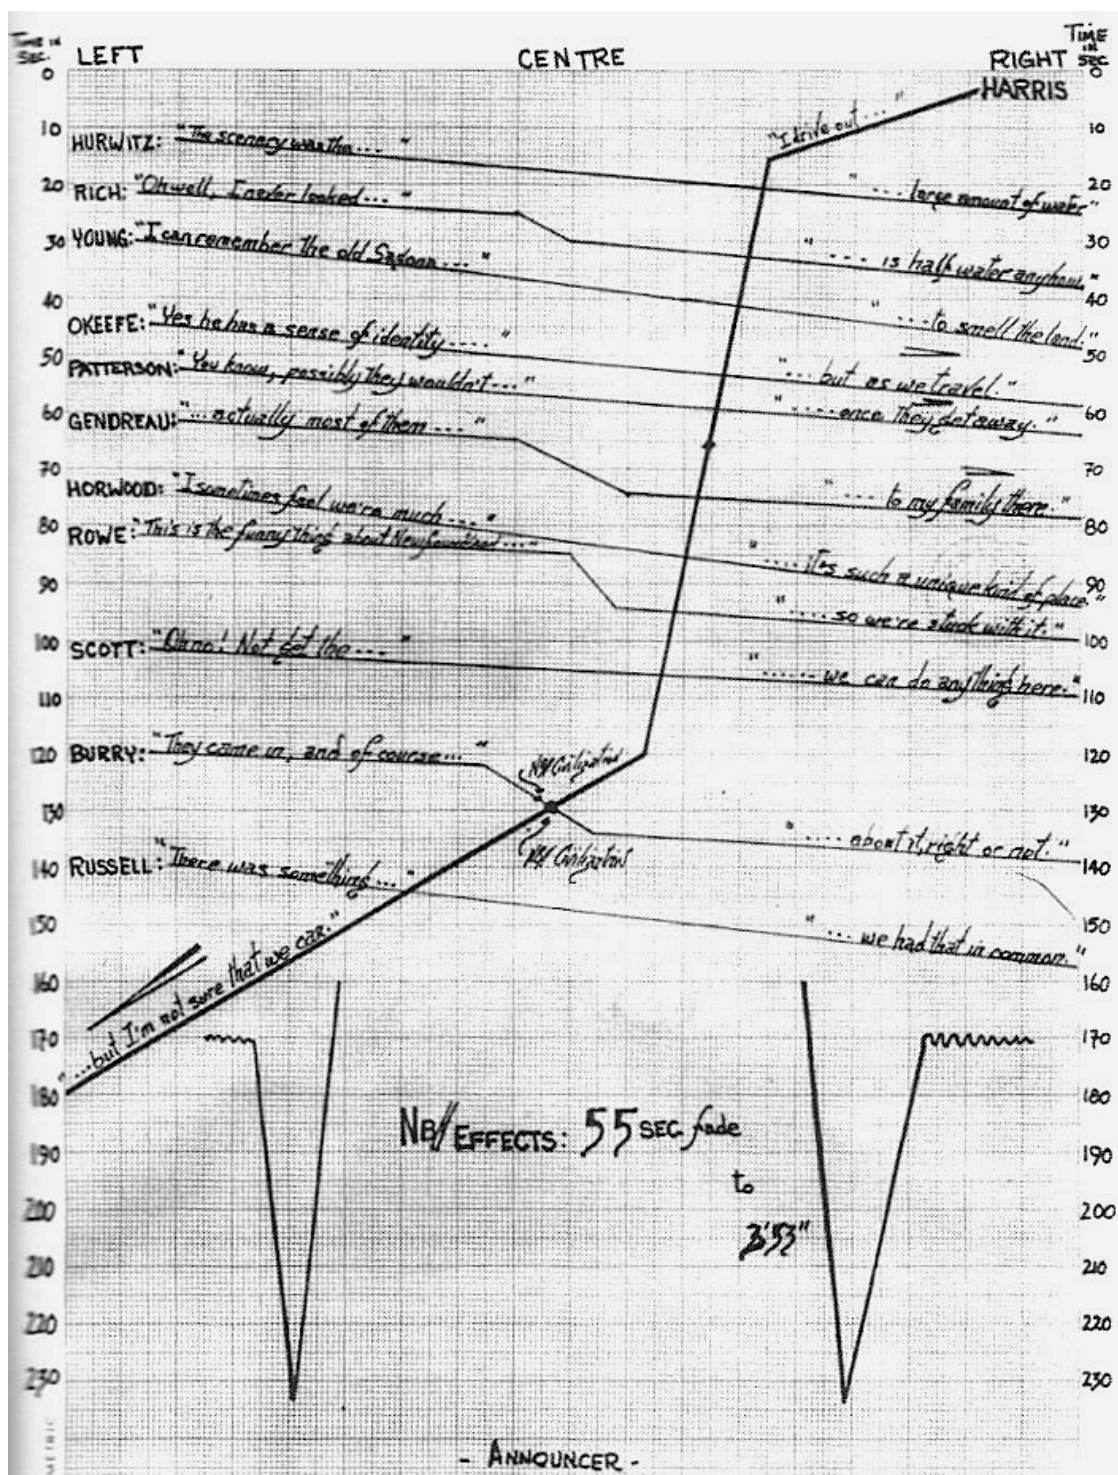 TIME IN SEC. LEFT CENTRE RIGHT TIME IN SEC
0 HARRIS 0
"I drive out ..."
10 HURWITZ: "The scenery was the ... " 10
20 RICH: "Oh well, I never looked ... " " .... large amount of water" 20
30 YOUNG: "I can remember the old ... " " .... is half water anyhow." 30
40 " .... to smell the land." 40
50 OKEEFE: "Yes he has a sense of identity ..... " 50
PATTERSON: "You know, possibly they wouldn't ... " "... but as we travel."
60 GENDREAU: "... actually most of them .... " " ..... once they get away." 60
70 HORWOOD: "I sometimes feel we're much ..... " " .... to my family there." 70
80 ROWE: "This is the funny thing about Newfoundland ....." 80
90 " ..... it's such a unique kind of place." 90
100 SCOTT: "Oh no! Not yet the .... " " ..... so we're stuck with it." 100
110 " ...... we can do anything here." 110
120 BURRY: "They came in, and of course ... " 120
130 130
140 RUSSELL: "There was something ... " " ..... about it, right or not." 140
150 " .... we had that in common." 150
160 160
170 "....but I'm not sure that we can." 170
180 180
NB// EFFECTS: 55 SEC. fade
190 190
to
200 200
3'53"
210 210
220 220
230 230
METRIC
- ANNOUNCER -